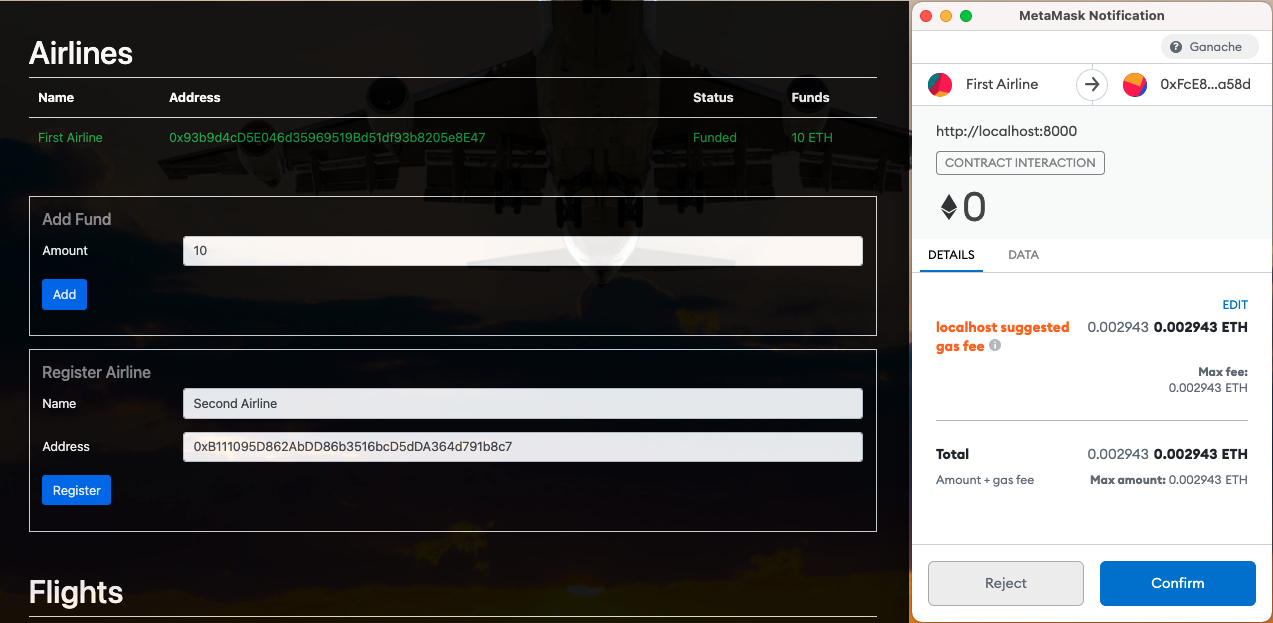 Airlines
Name Address Status Funds
First Airline 0x93b9d4cD5E046d35969519Bd51df93b8205e8E47 Funded 10 ETH
Add Fund
Amount 10
Add
Register Airline
Name Second Airline
Address 0xB111095D862AbDD86b3516bcD5dDA364d791b8c7
Register
Flights
MetaMask Notification
? Ganache
First Airline 0xFcE8...a58d
http://localhost:8000
CONTRACT INTERACTION
0
DETAILS DATA
EDIT
localhost suggested 0.002943 0.002943 ETH
gas fee i
Max fee:
0.002943 ETH
Total 0.002943 0.002943 ETH
Amount + gas fee Max amount: 0.002943 ETH
Reject Confirm